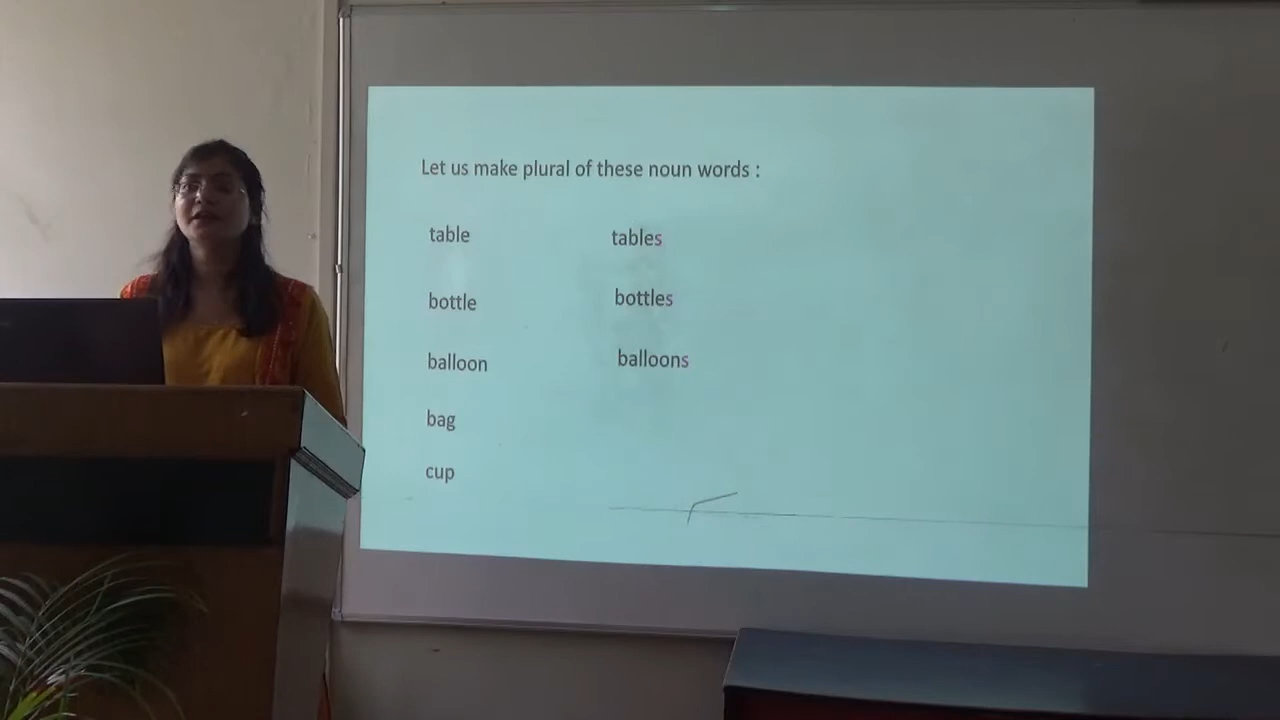 Let us make plural of these noun words :
table tables
bottle bottles
balloon balloons
bag
cup